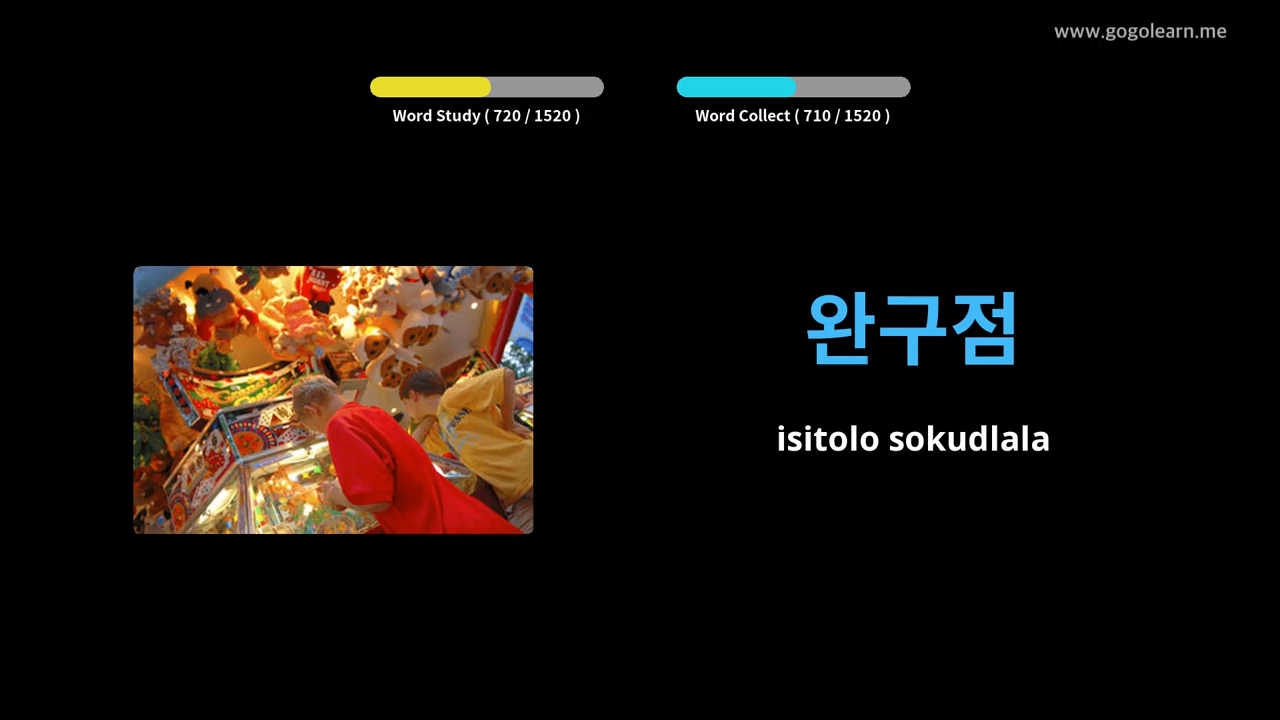 www.gogolearn.me
Word Study ( 720 / 1520 )
Word Collect ( 710 / 1520 )
완구점
isitolo sokudlala